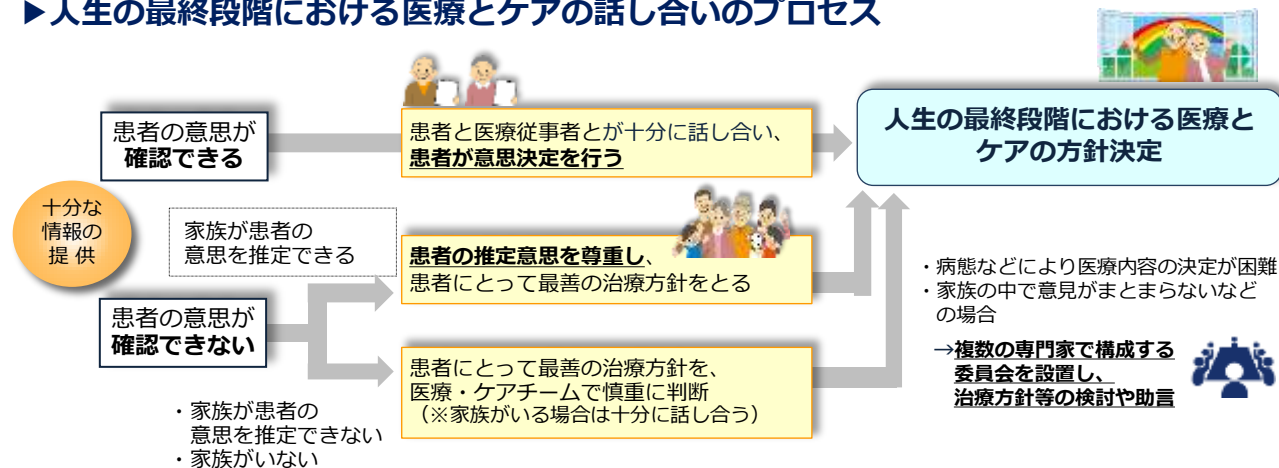 ▶人生の最終段階における医療とケアの話し合いのプロセス
患者の意思が
確認できる
患者と医療従事者とが十分に話し合い、
患者が意思決定を行う
人生の最終段階における医療と
ケアの方針決定
十分な
情報の
提 供
家族が患者の
意思を推定できる
患者の推定意思を尊重し、
患者にとって最善の治療方針をとる
患者の意思が
確認できない
患者にとって最善の治療方針を、
医療・ケアチームで慎重に判断
（※家族がいる場合は十分に話し合う）
・家族が患者の
意思を推定できない
・家族がいない
・病態などにより医療内容の決定が困難
・家族の中で意見がまとまらないなど
の場合
→複数の専門家で構成する
委員会を設置し、
治療方針等の検討や助言